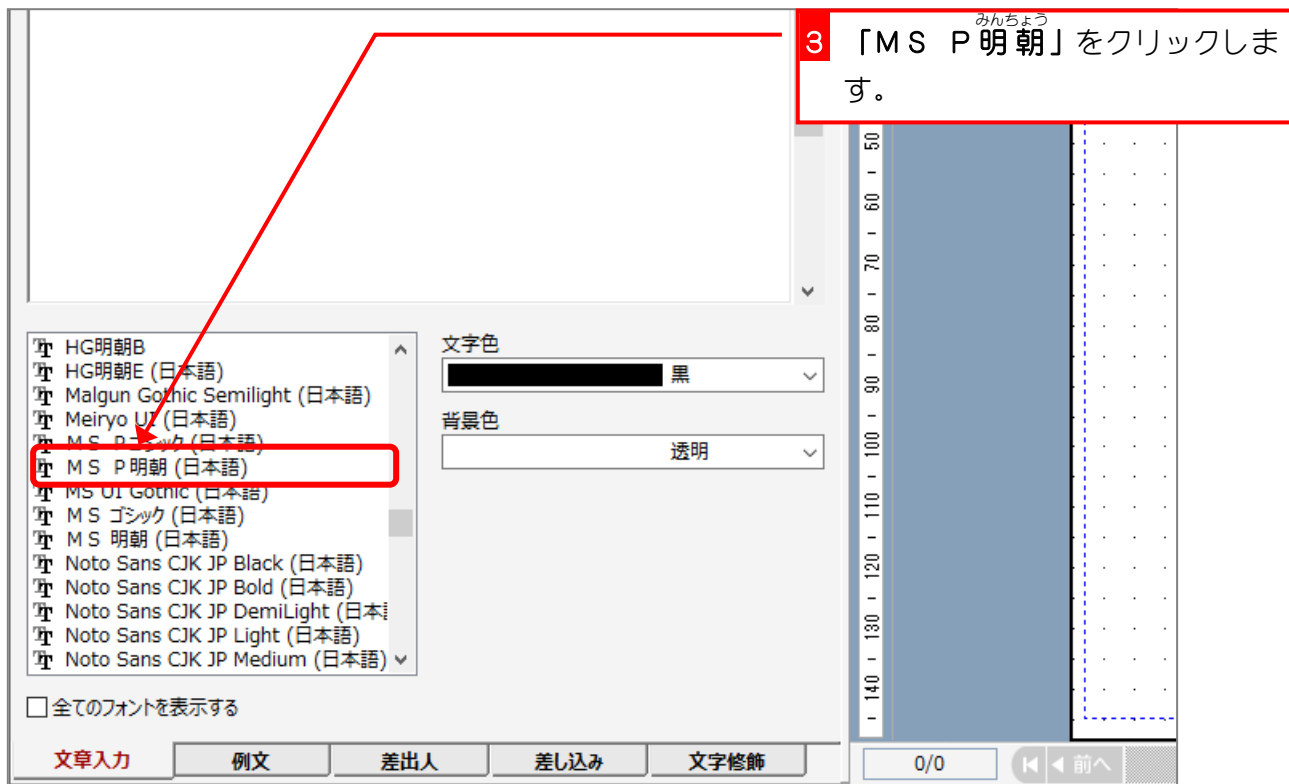 みんちょう
3 「ＭＳ　Ｐ明朝」をクリックしま
す。
HG明朝B
HG明朝E (日本語)
Malgun Gothic Semilight (日本語)
Meiryo UI (日本語)
ＭＳ Ｐゴシック (日本語)
ＭＳ Ｐ明朝 (日本語)
MS UI Gothic (日本語)
ＭＳ ゴシック (日本語)
ＭＳ 明朝 (日本語)
Noto Sans CJK JP Black (日本語)
Noto Sans CJK JP Bold (日本語)
Noto Sans CJK JP DemiLight (日本
Noto Sans CJK JP Light (日本語)
Noto Sans CJK JP Medium (日本語)
文字色
黒
背景色
透明
全てのフォントを表示する
文章入力 例文 差出人 差し込み 文字修飾
50
60
70
80
90
100
110
120
130
140
0/0 前へ